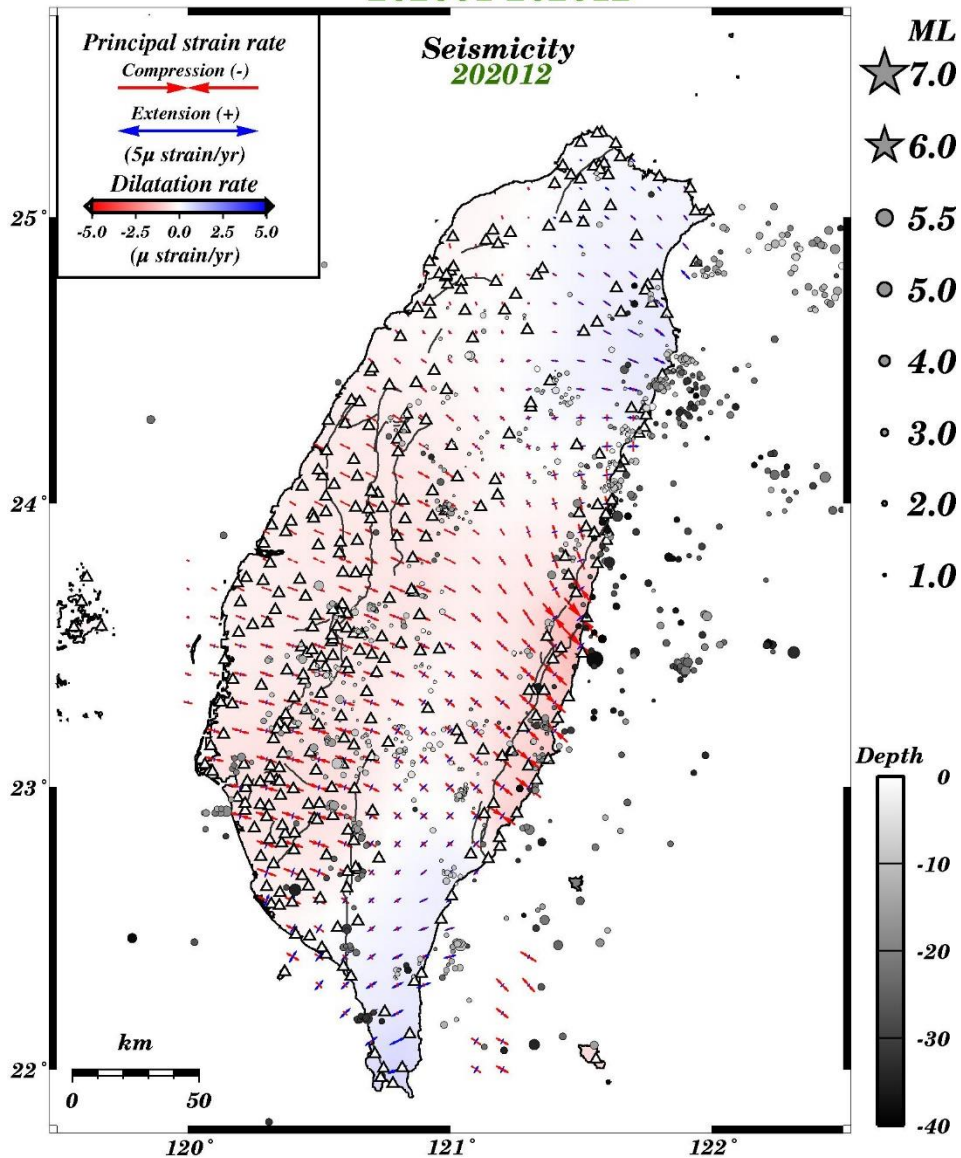 Principal strain rate
Compression (-)
Extension (+)
(5μ strain/yr)
Dilatation rate
-5.0 -2.5 0.0 2.5 5.0
(μ strain/yr)
Seismicity
202012
ML
7.0
6.0
5.5
5.0
4.0
3.0
2.0
1.0
25°
24°
23°
22°
Depth
0
-10
-20
-30
-40
km
0 50
120° 121° 122°